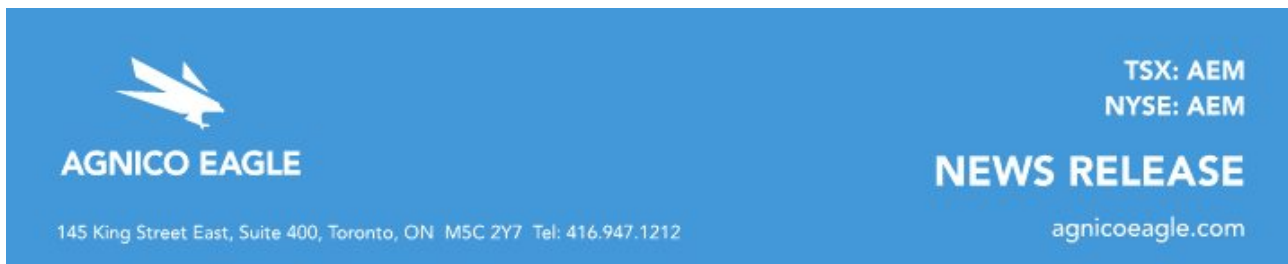 TSX: AEM
NYSE: AEM
AGNICO EAGLE
NEWS RELEASE
145 King Street East, Suite 400, Toronto, ON M5C 2Y7 Tel: 416.947.1212
agnicoeagle.com